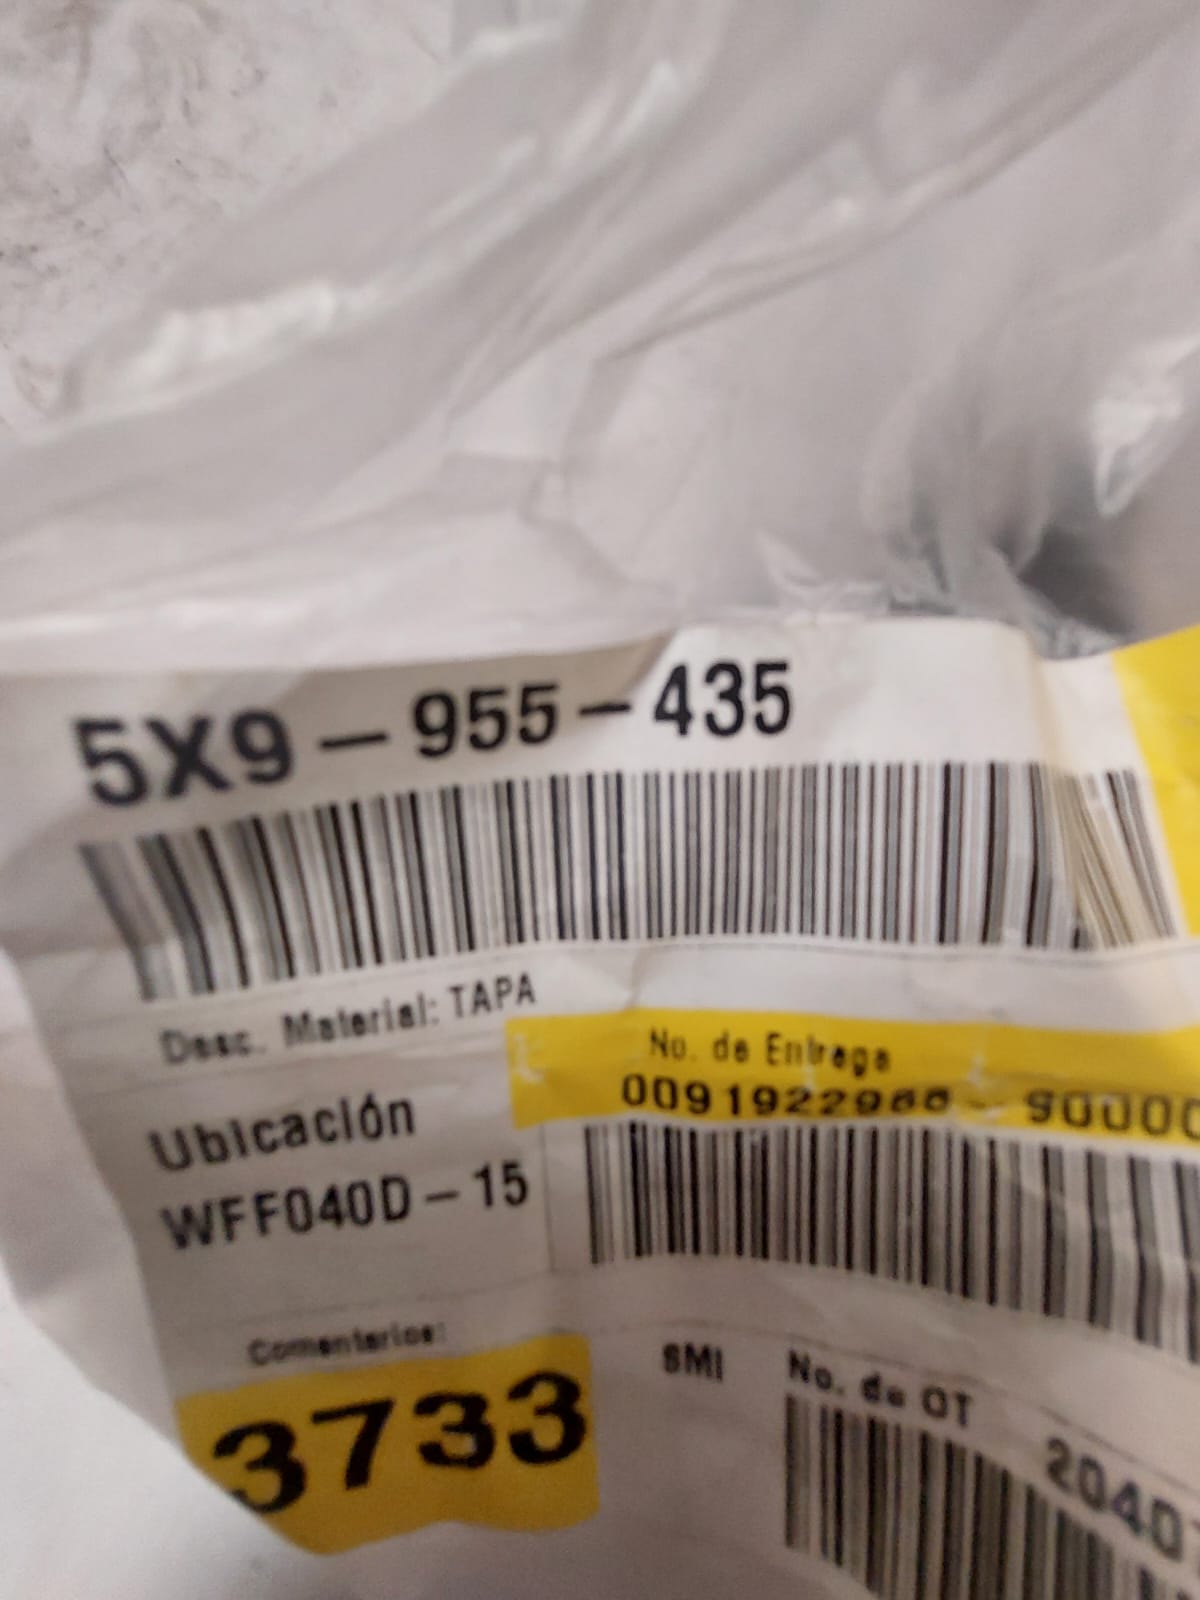 5X9-955-435
Desc. Material: TAPA
No. de Entrega
Ubicación
WFF040D-15
Comentarios:
SMI
No. de OT
3733